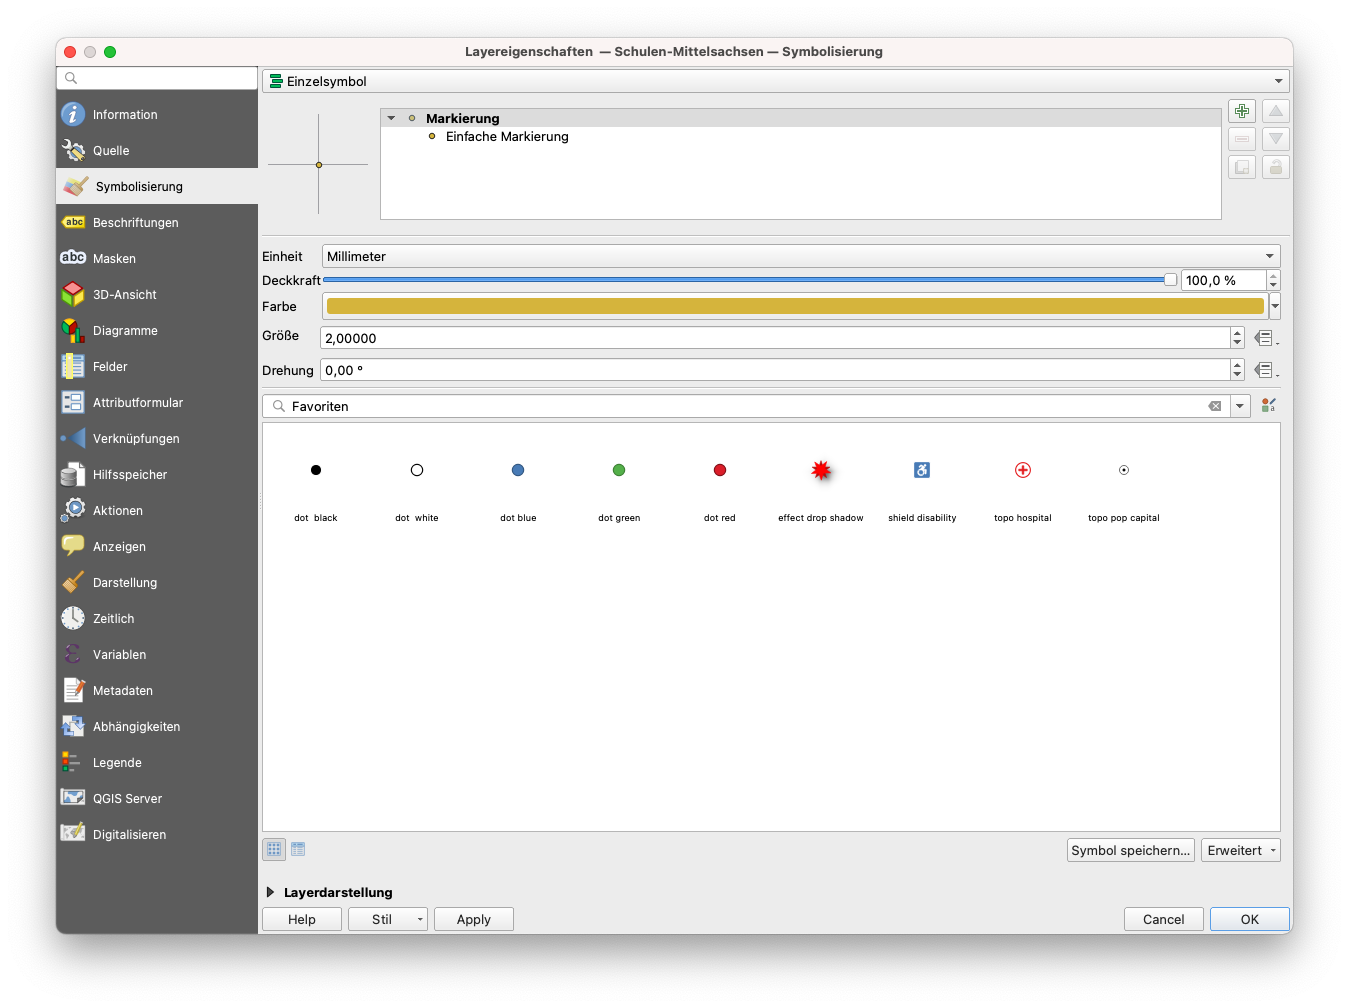 Layereigenschaften — Schulen-Mittelsachsen — Symbolisierung
Information
Quelle
Symbolisierung
abc Beschriftungen
abc Masken
3D-Ansicht
Diagramme
Felder
Attributformular
Verknüpfungen
Hilfsspeicher
Aktionen
Anzeigen
Darstellung
Zeitlich
Variablen
Metadaten
Abhängigkeiten
Legende
QGIS Server
Digitalisieren
Einzelsymbol
Markierung
Einfache Markierung
Einheit Millimeter
Deckkraft 100,0 %
Farbe
Größe 2,00000
Drehung 0,00 °
Favoriten
dot black dot white dot blue dot green dot red effect drop shadow shield disability topo hospital topo pop capital
Symbol speichern... Erweitert
Layerdarstellung
Help Stil Apply Cancel OK